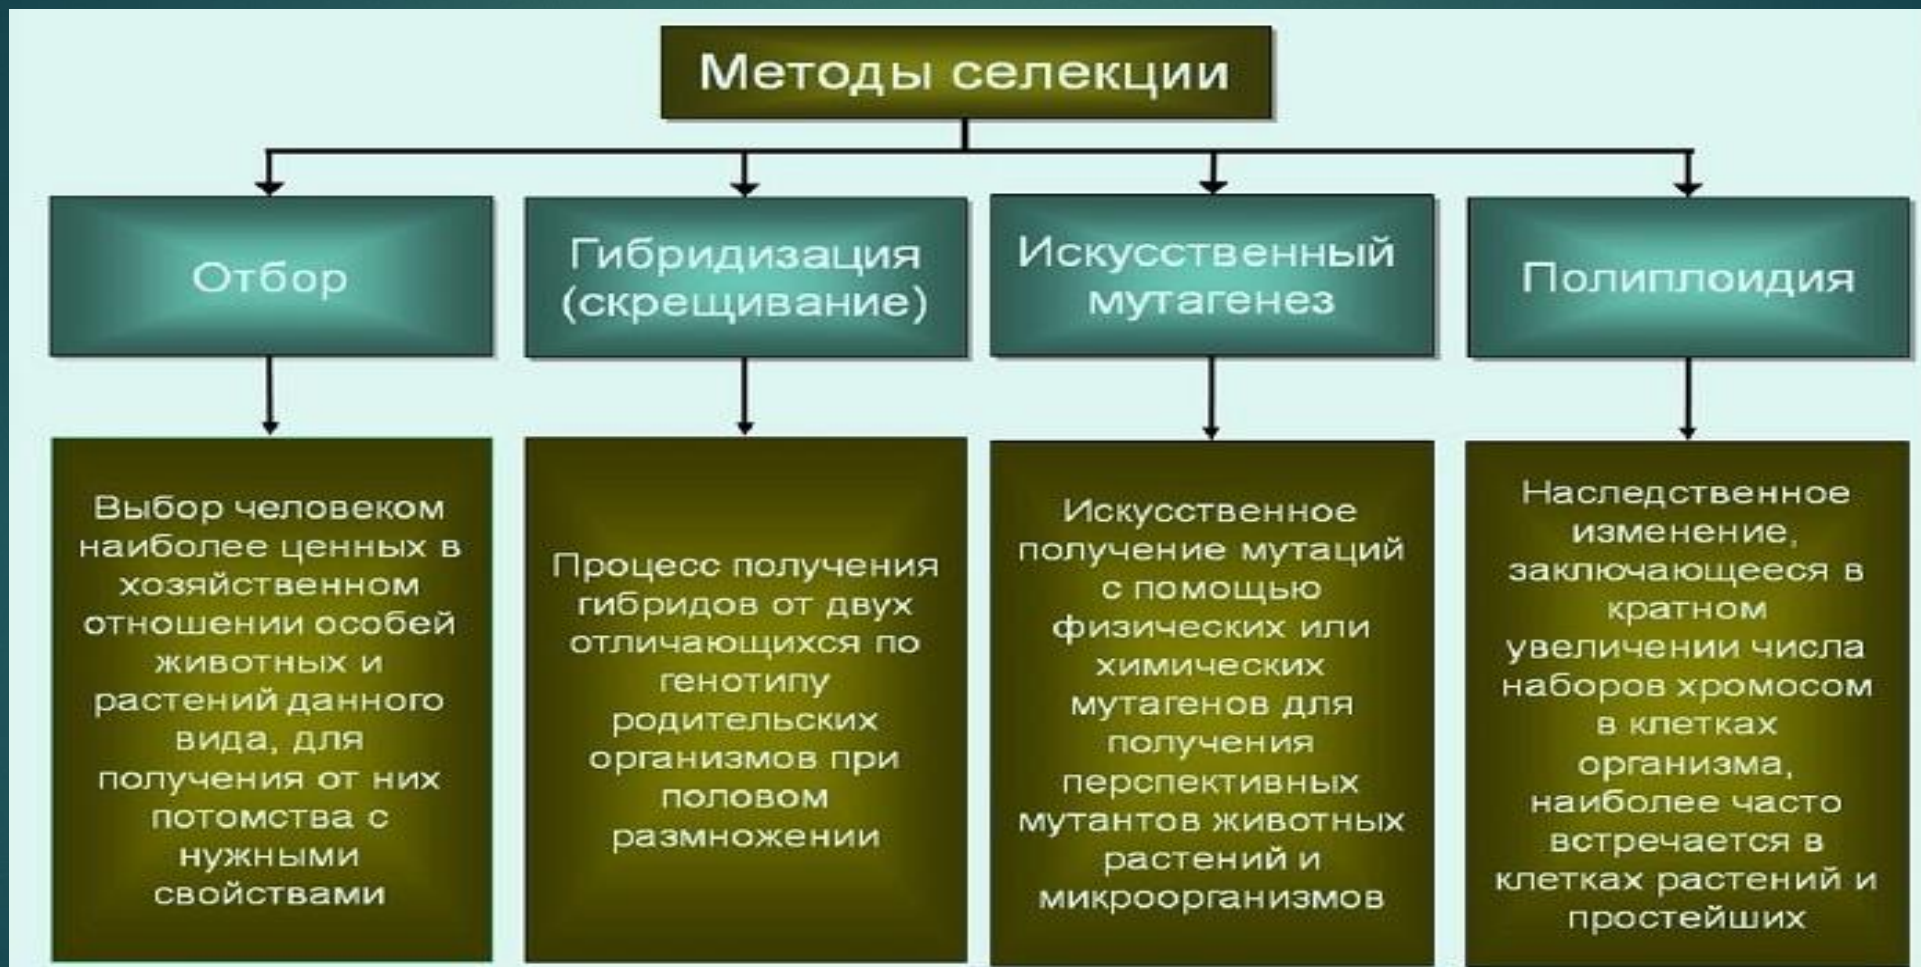 Методы селекции
Отбор
Гибридизация
(скрещивание)
Искусственный
мутагенез
Полиплоидия
Выбор человеком
наиболее ценных в
хозяйственном
отношении особей
животных и
растений данного
вида, для
получения от них
потомства с
нужными
свойствами
Процесс получения
гибридов от двух
отличающихся по
генотипу
родительских
организмов при
половом
размножении
Искусственное
получение мутаций
с помощью
физических или
химических
мутагенов для
получения
перспективных
мутантов животных
растений и
микроорганизмов
Наследственное
изменение,
заключающееся в
кратном
увеличении числа
наборов хромосом
в клетках
организма,
наиболее часто
встречается в
клетках растений и
простейших